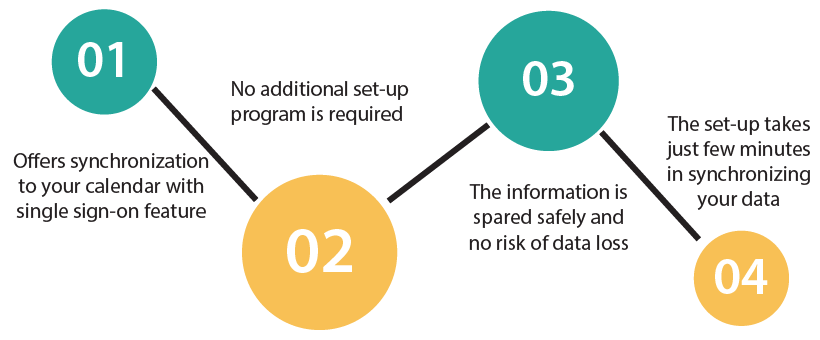 01
Offers synchronization
to your calendar with
single sign-on feature
No additional set-up
program is required
02
03
The information is
spared safely and
no risk of data loss
The set-up takes
just few minutes
in synchronizing
your data
04